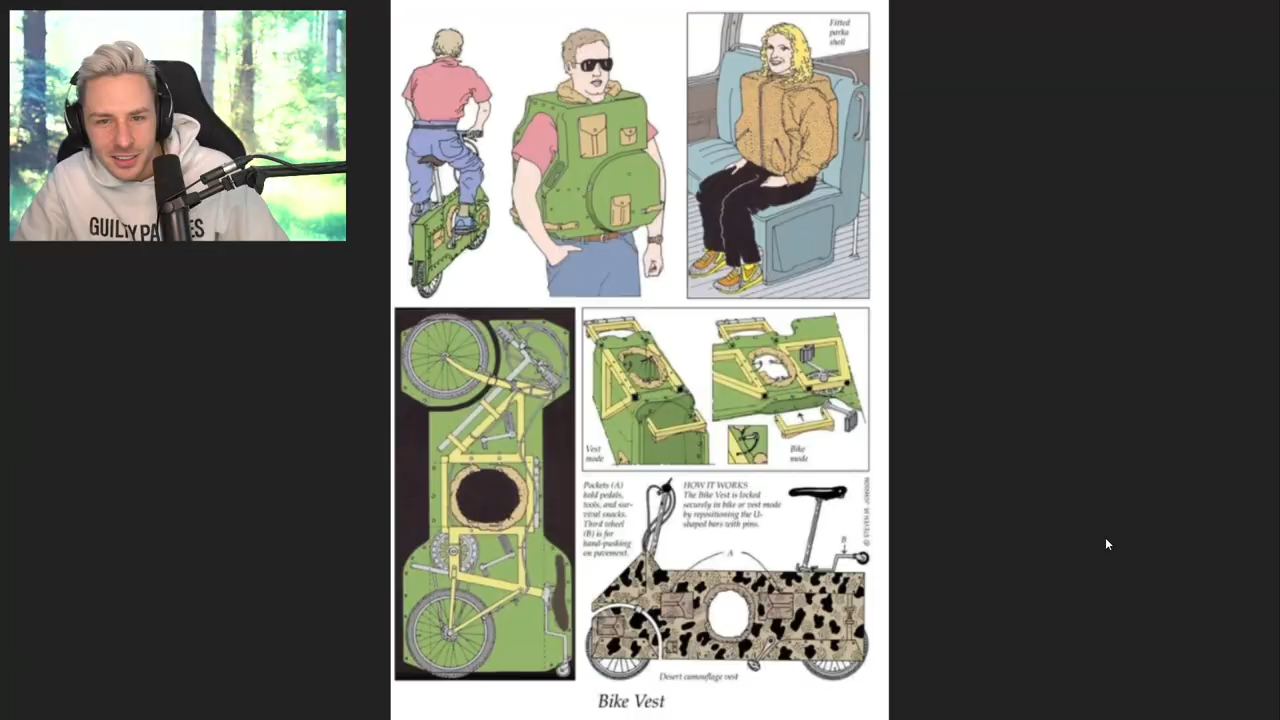 GUILTY PA
ES
Fitted
parka
shell
Vest
mode
Bike
mode
Pockets (A)
hold pedals,
tools, and sur-
vival snacks.
Third wheel
(B) is for
hand-pushing
on pavement.
HOW IT WORKS
The Bike Vest is locked
securely in bike or vest mode
by repositioning the U-
shaped bars with pins.
A
B
Desert camouflage vest
Bike Vest